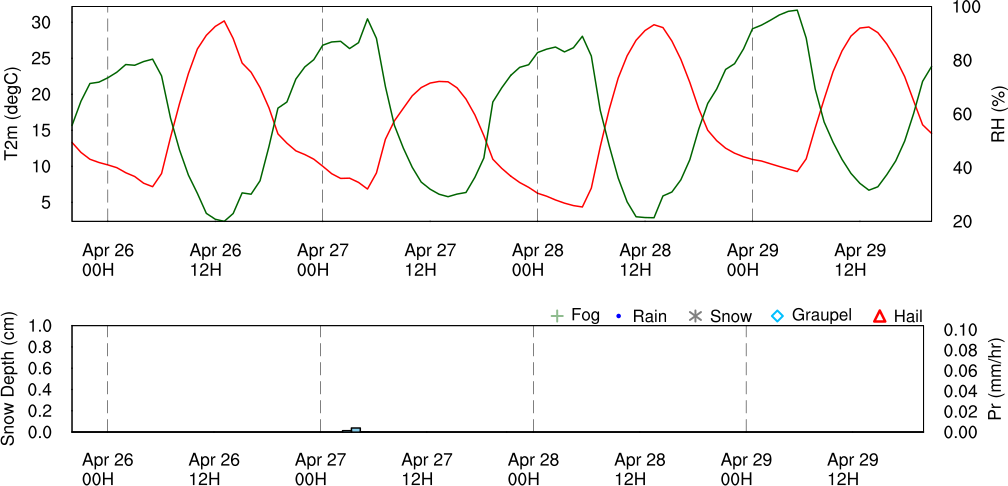 30
25
20
15
10
5
T2m (degC)
100
80
60
40
20
RH (%)
Apr 26 Apr 26 Apr 27 Apr 27 Apr 28 Apr 28 Apr 29 Apr 29
00H 12H 00H 12H 00H 12H 00H 12H
Fog Rain Snow Graupel Hail
1.0
0.8
0.6
0.4
0.2
0.0
Snow Depth (cm)
0.10
0.08
0.06
0.04
0.02
0.00
Pr (mm/hr)
Apr 26 Apr 26 Apr 27 Apr 27 Apr 28 Apr 28 Apr 29 Apr 29
00H 12H 00H 12H 00H 12H 00H 12H